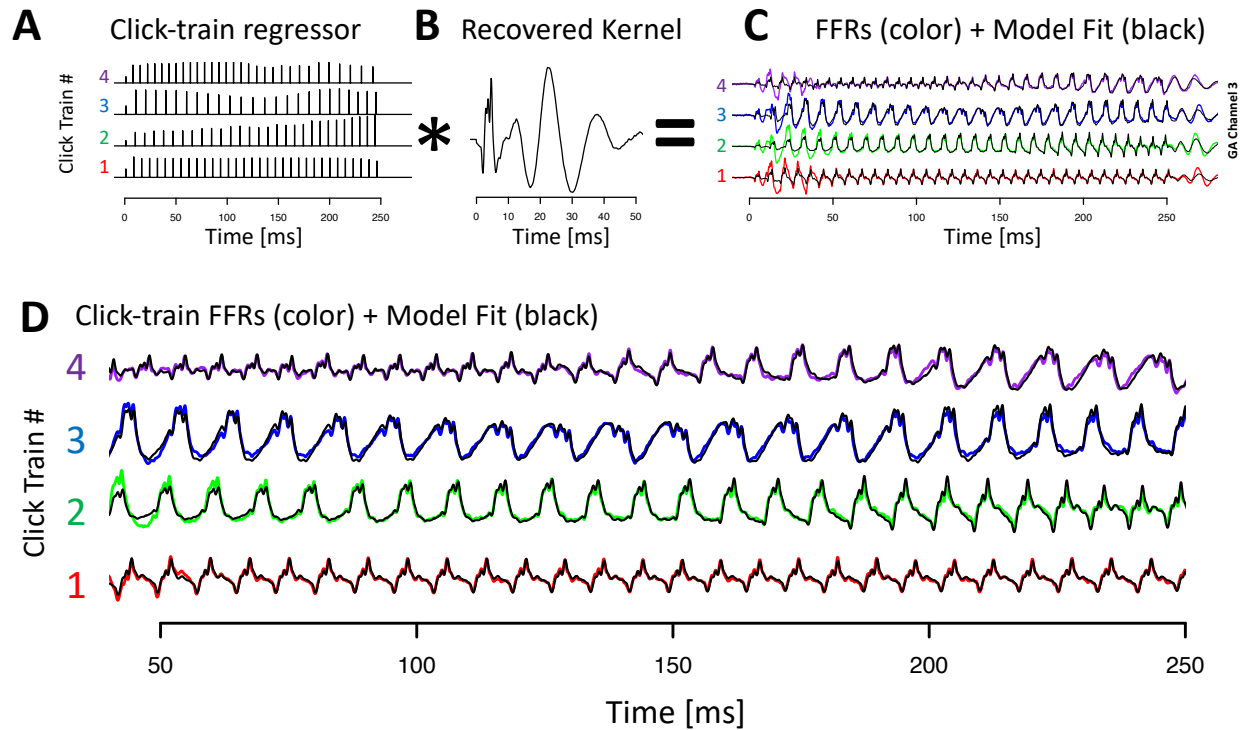 A Click-train regressor
Click Train #
4
3
2
1
0 50 100 150 200 250
Time [ms]
B Recovered Kernel
*
0 10 20 30 40 50
Time [ms]
=
C FFRs (color) + Model Fit (black)
4
3
2
1
GA Channel 3
0 50 100 150 200 250
Time [ms]
D Click-train FFRs (color) + Model Fit (black)
Click Train #
4
3
2
1
50 100 150 200 250
Time [ms]